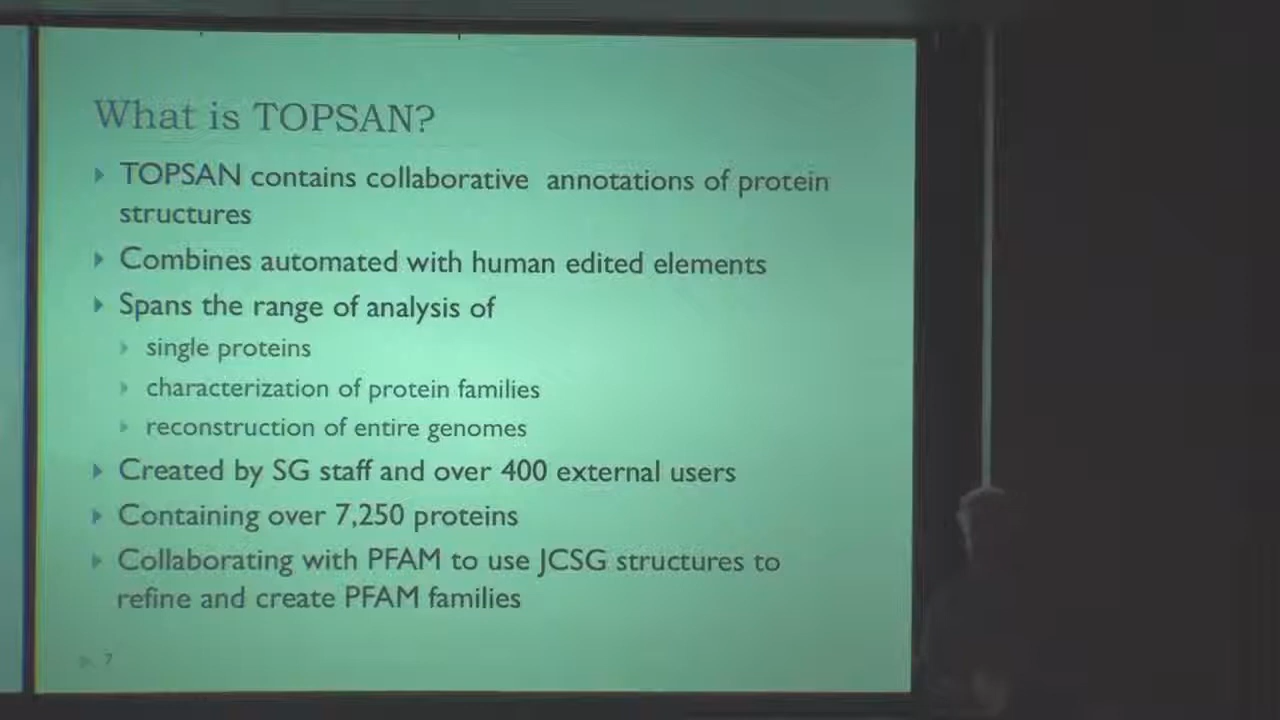 What is TOPSAN?
TOPSAN contains collaborative annotations of protein
structures
Combines automated with human edited elements
Spans the range of analysis of
single proteins
characterization of protein families
reconstruction of entire genomes
Created by SG staff and over 400 external users
Containing over 7,250 proteins
Collaborating with PFAM to use JCSG structures to
refine and create PFAM families
7